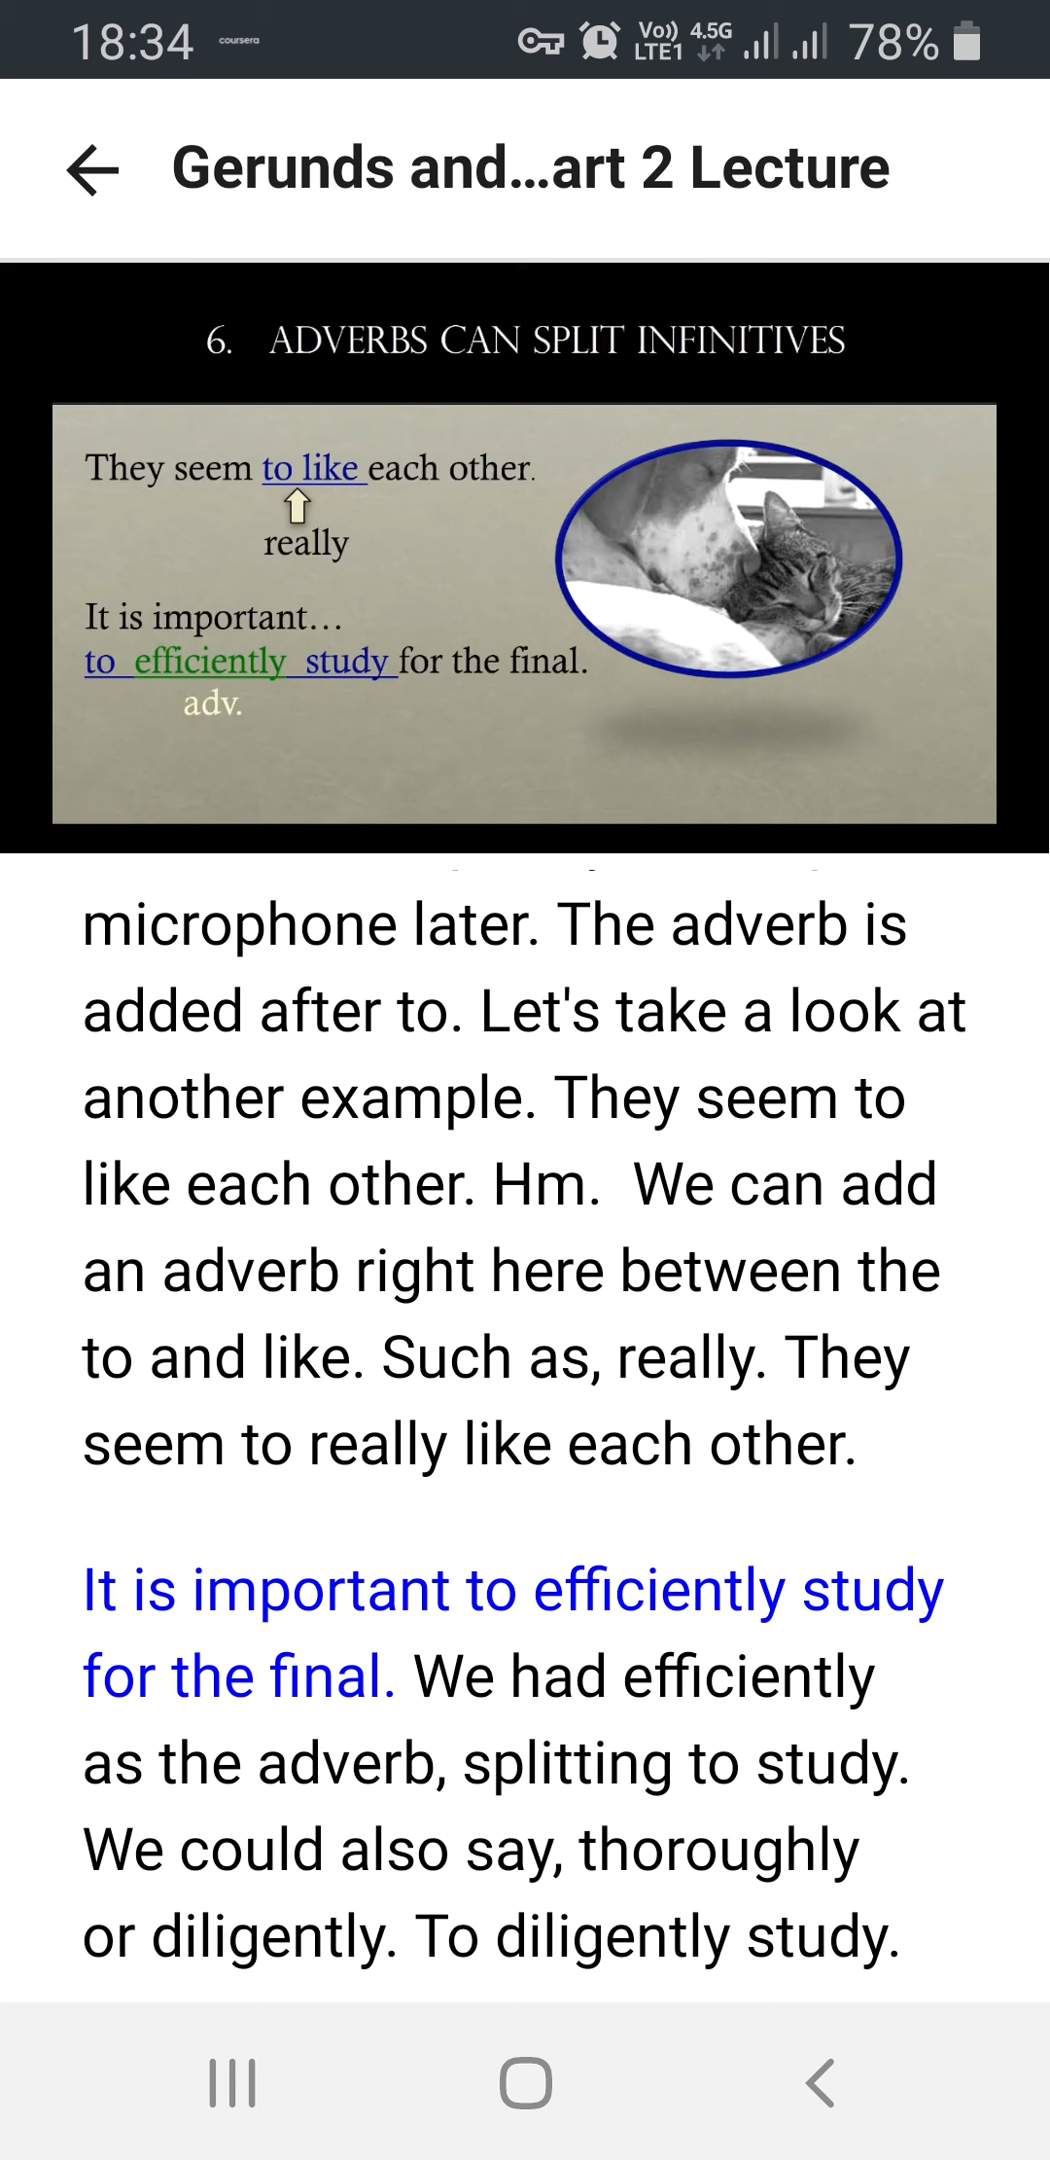 18:34 coursera Vo)) LTE1 4.5G 78%
Gerunds and...art 2 Lecture
6. ADVERBS CAN SPLIT INFINITIVES
They seem to like each other.
really
It is important...
to efficiently study for the final.
adv.
microphone later. The adverb is
added after to. Let's take a look at
another example. They seem to
like each other. Hm.  We can add
an adverb right here between the
to and like. Such as, really. They
seem to really like each other.
It is important to efficiently study
for the final. We had efficiently
as the adverb, splitting to study.
We could also say, thoroughly
or diligently. To diligently study.